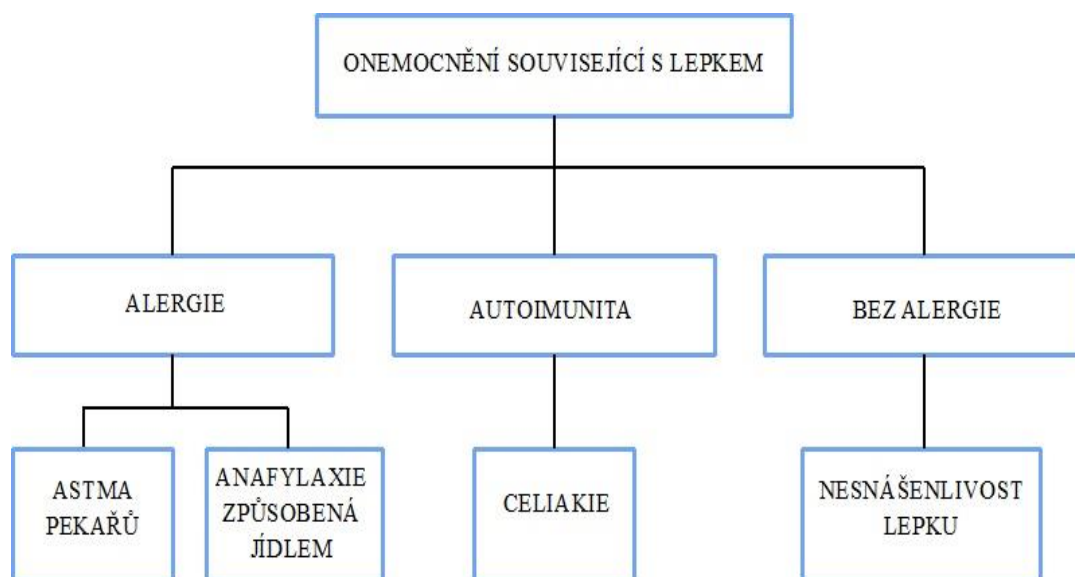 ONEMOCNĚNÍ SOUVISEJÍCÍ S LEPKEM
ALERGIE
AUTOIMUNITA
BEZ ALERGIE
ASTMA
PEKAŘŮ
ANAFYLAXIE
ZPŮSOBENÁ
JÍDLEM
CELIAKIE
NESNÁŠENLIVOST
LEPKU